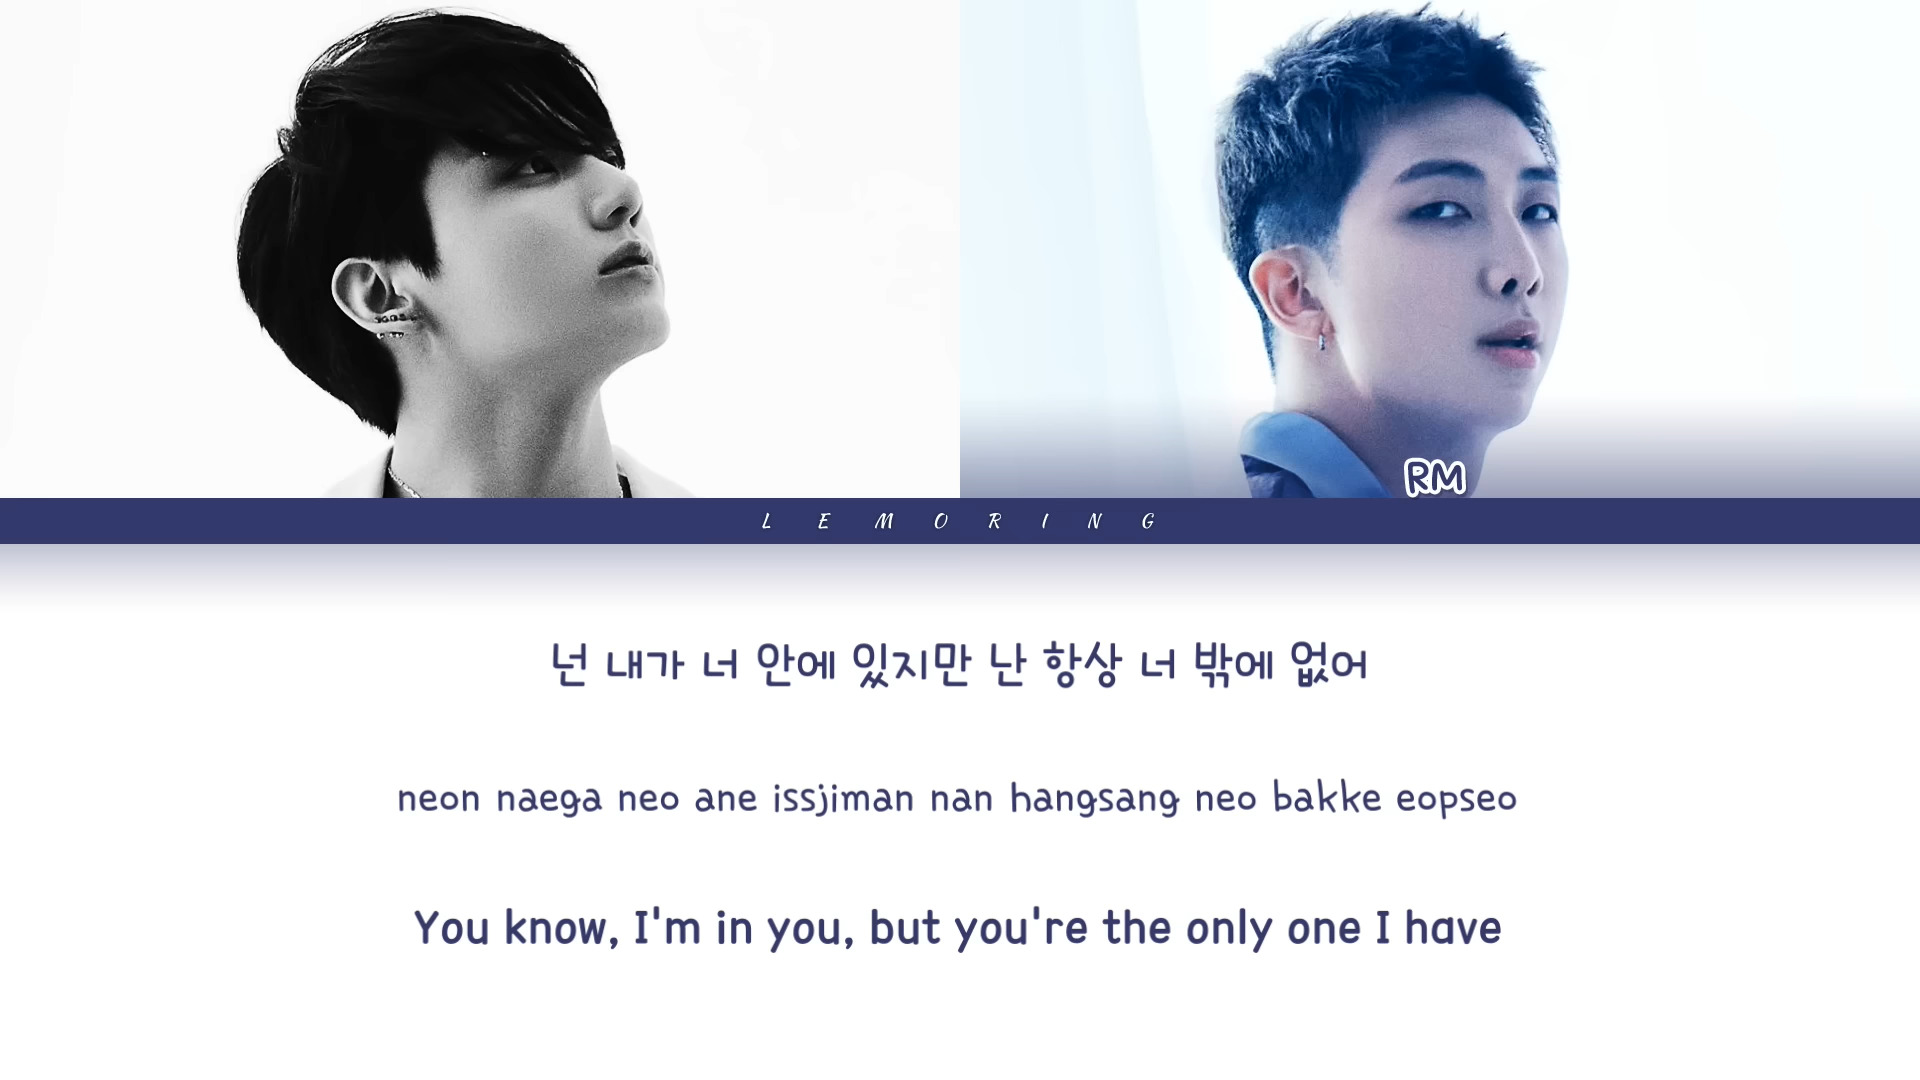 RM
LEMORING
넌 내가 너 안에 있지만 난 항상 너 밖에 없어
neon naega neo ane issjiman nan hangsang neo bakke eopseo
You know, I'm in you, but you're the only one I have